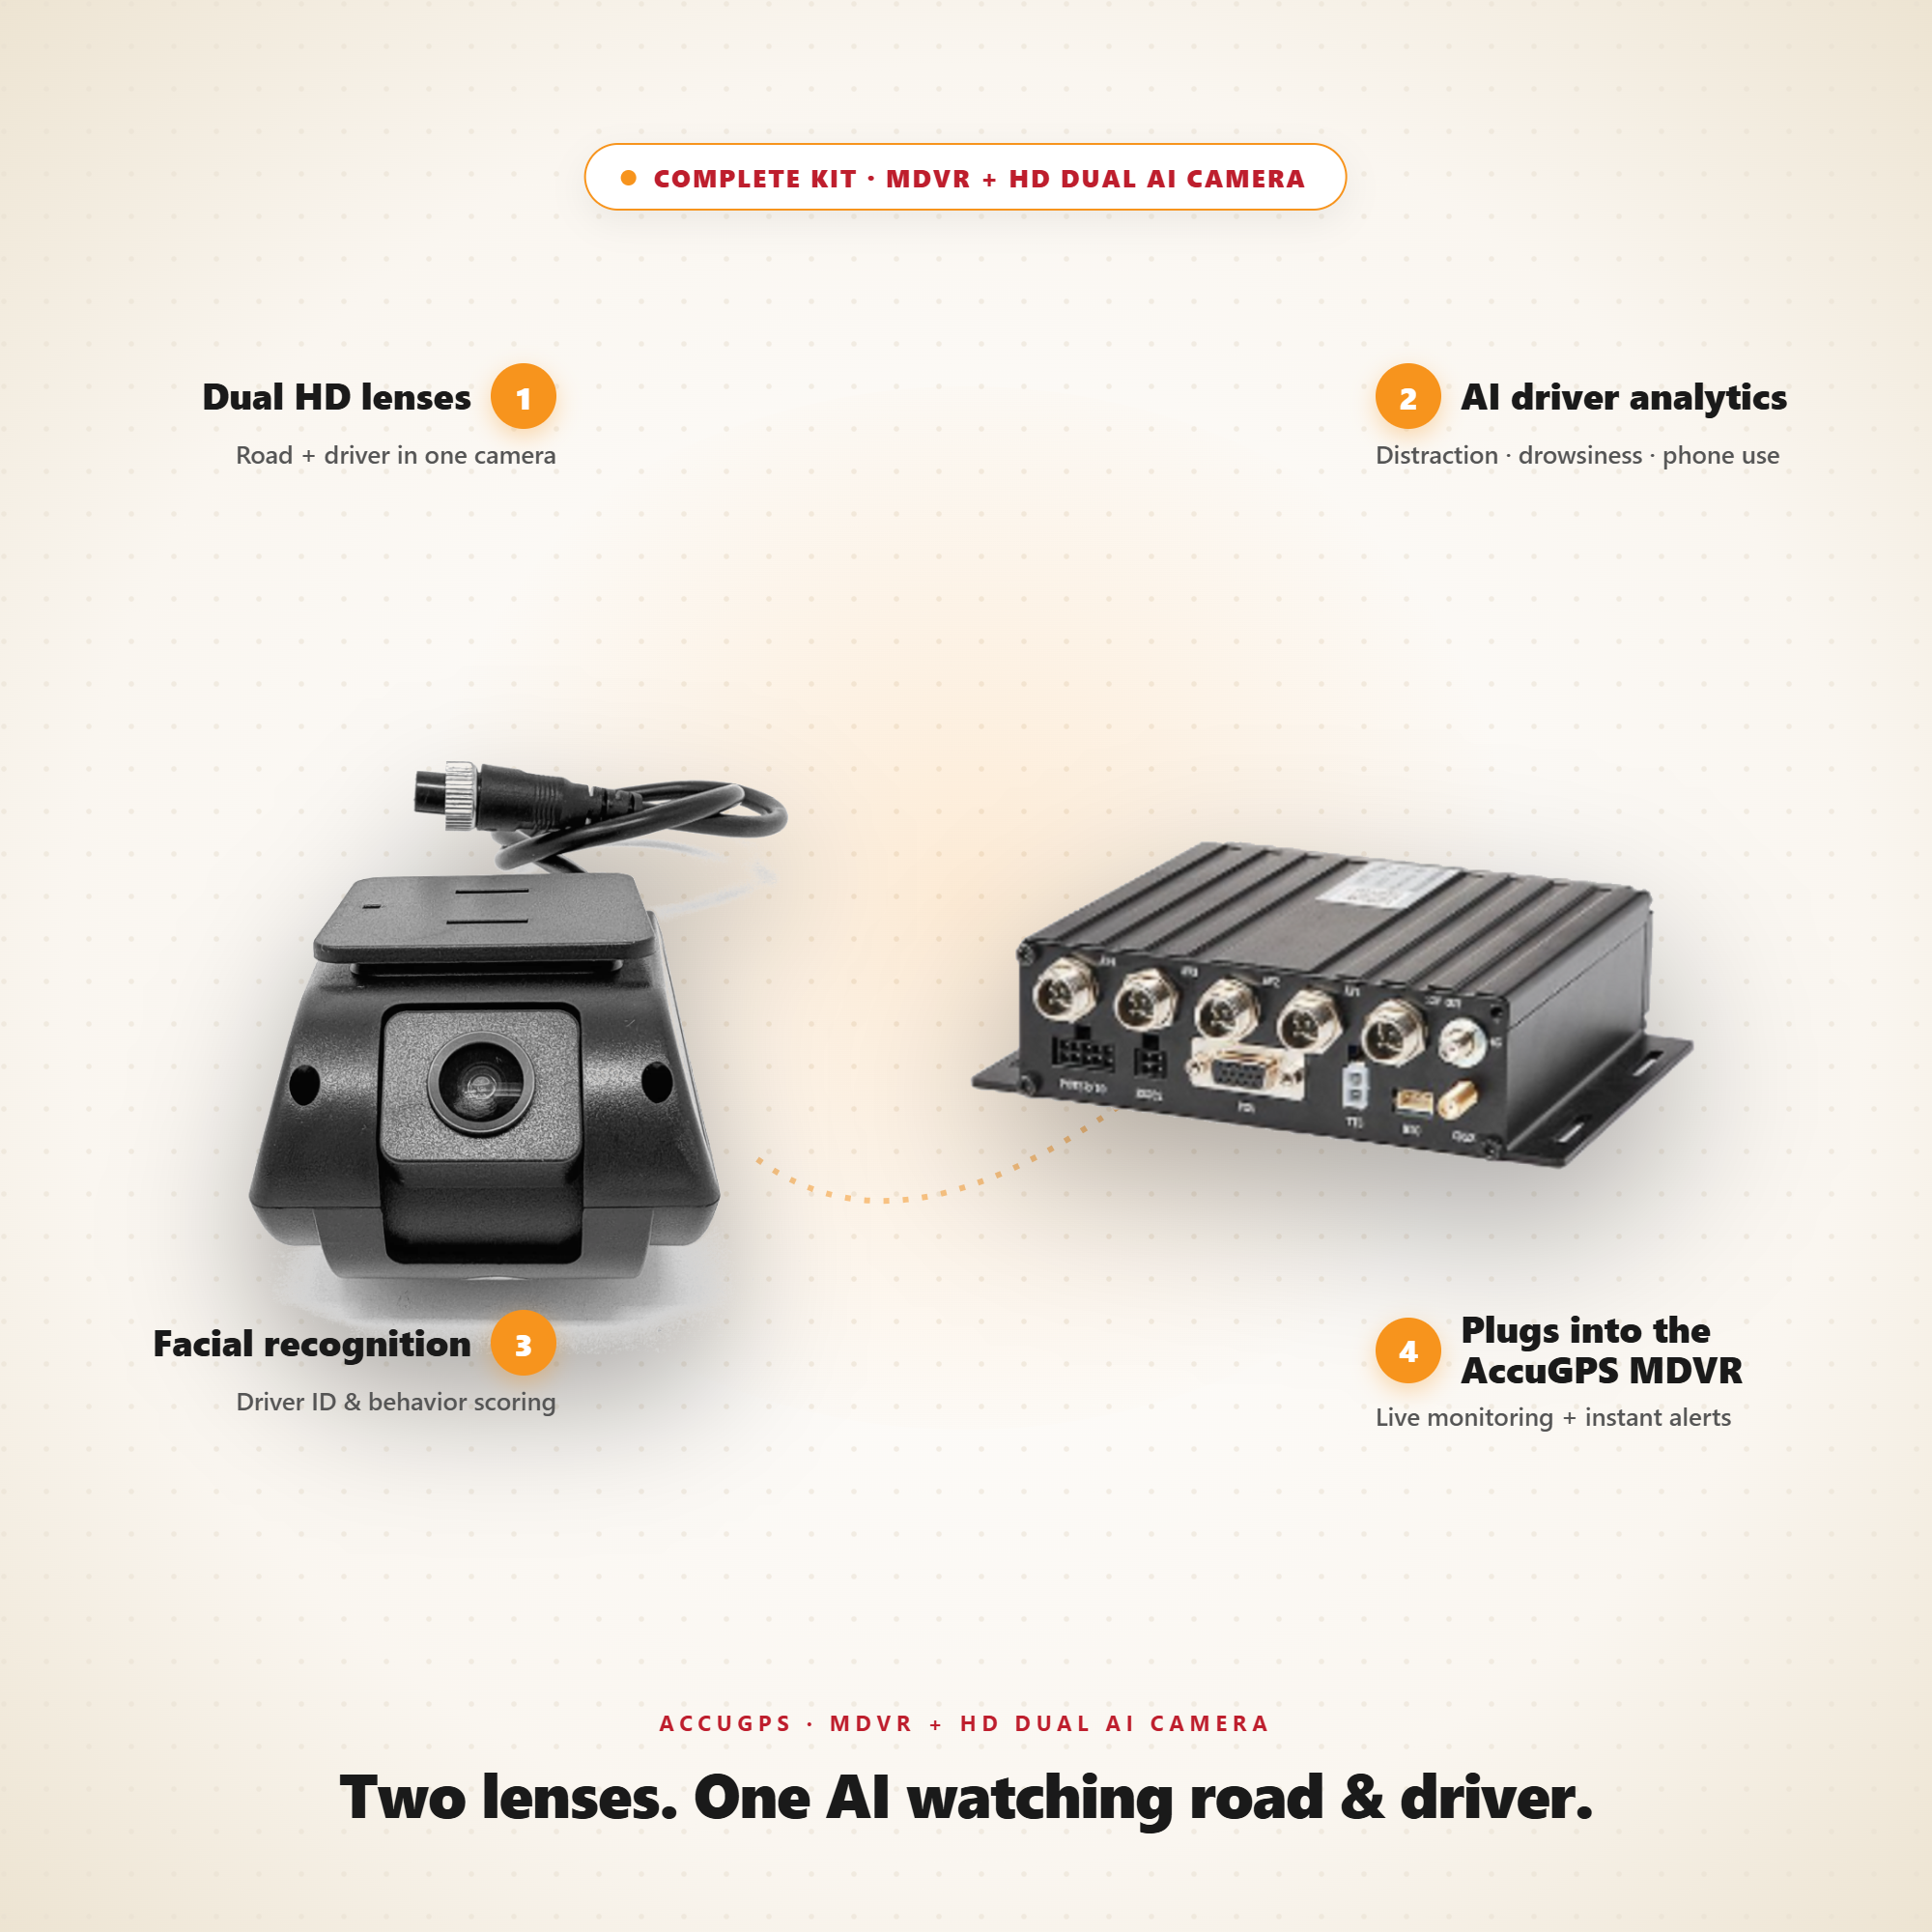 COMPLETE KIT · MDVR + HD DUAL AI CAMERA
Dual HD lenses 1
Road + driver in one camera
2 AI driver analytics
Distraction · drowsiness · phone use
Facial recognition 3
Driver ID & behavior scoring
4 Plugs into the
AccuGPS MDVR
Live monitoring + instant alerts
ACCUGPS · MDVR + HD DUAL AI CAMERA
Two lenses. One AI watching road & driver.